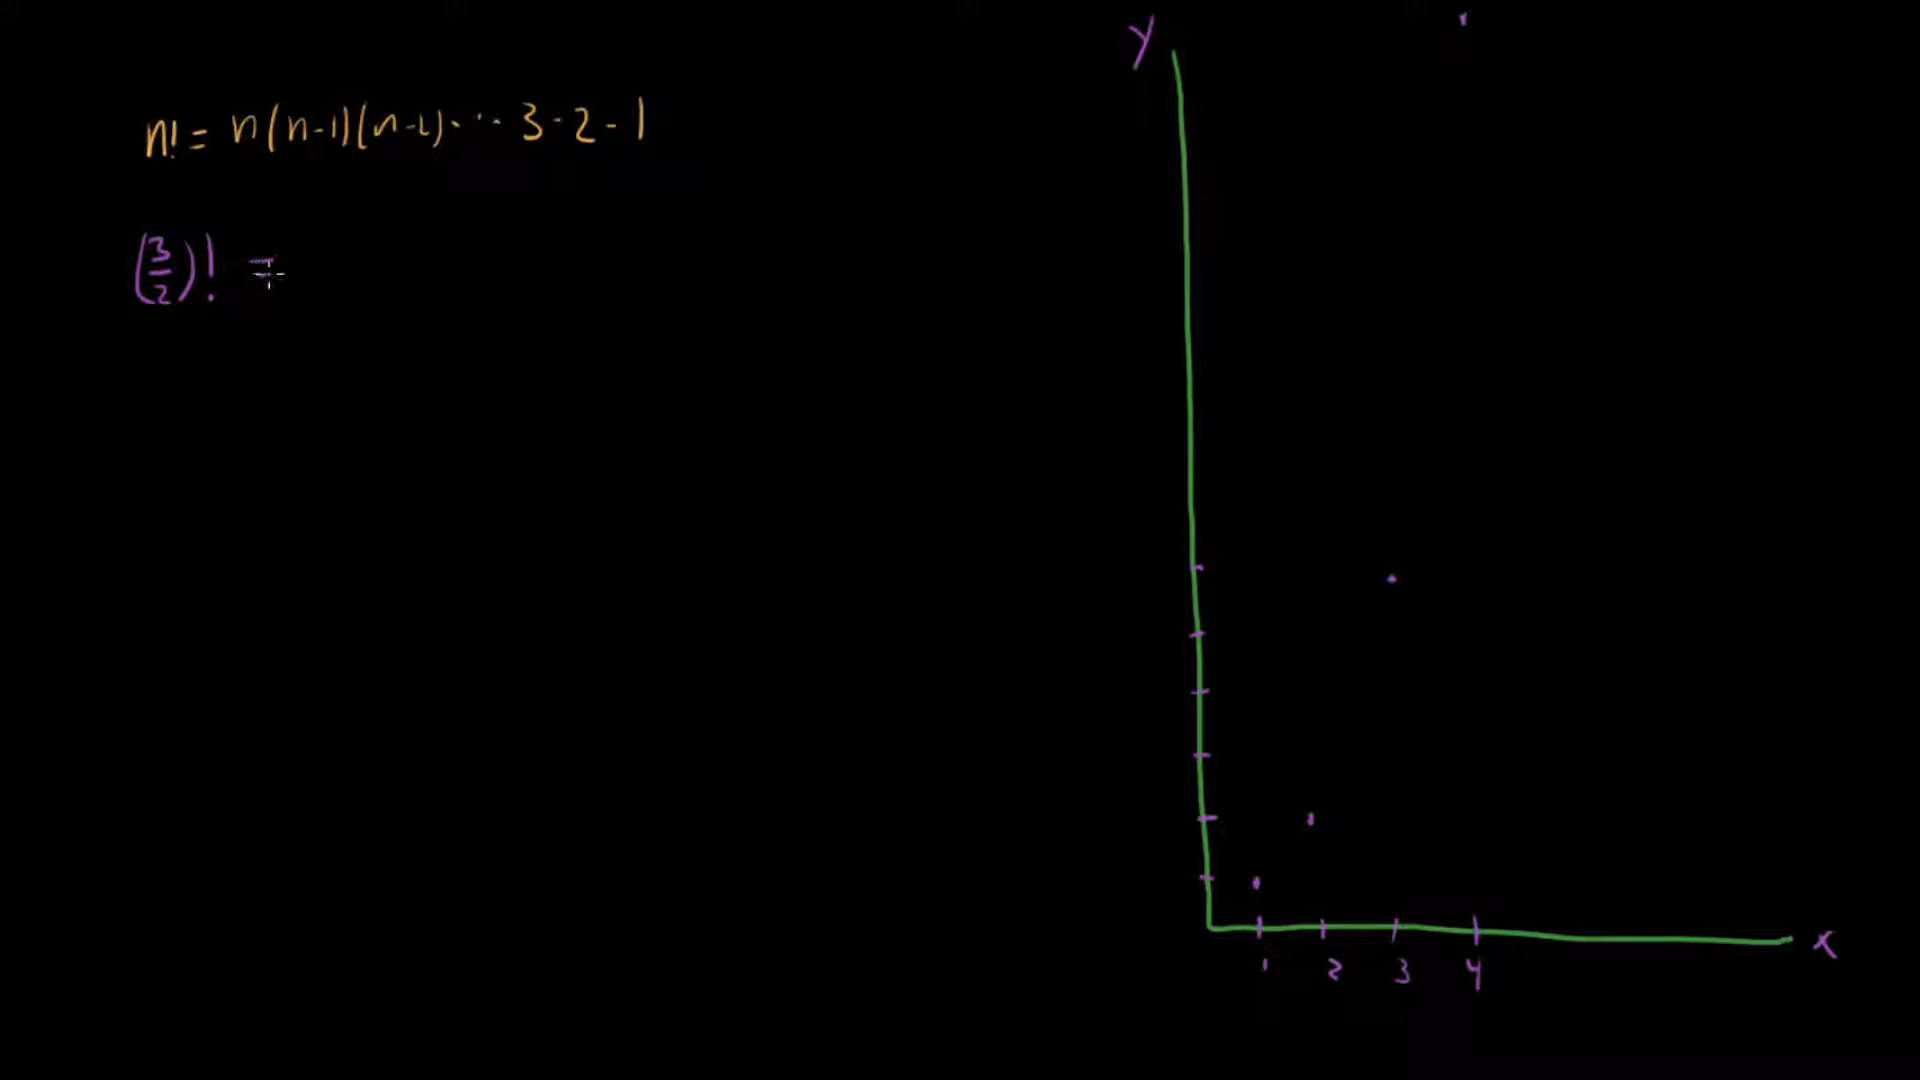 n! = n(n-1)(n-2)· ··· 3·2-1
(3/2)! =
y
x
1 2 3 4